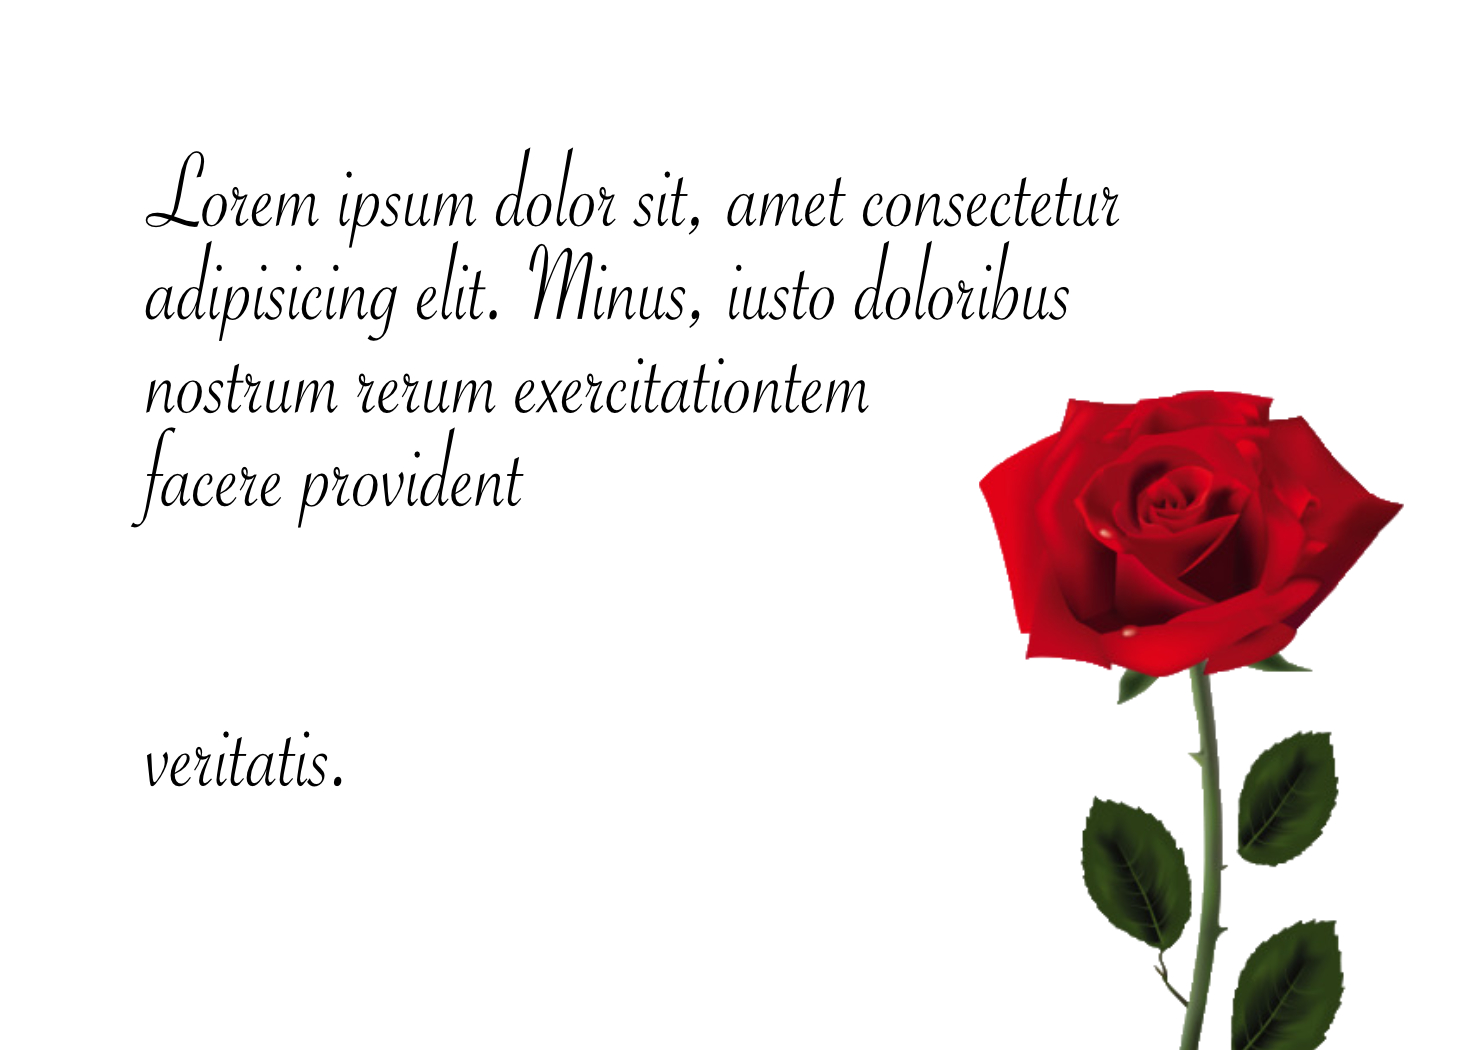 Lorem ipsum dolor sit, amet consectetur
adipisicing elit. Minus, iusto doloribus
nostrum rerum exercitationtem
facere provident
veritatis.